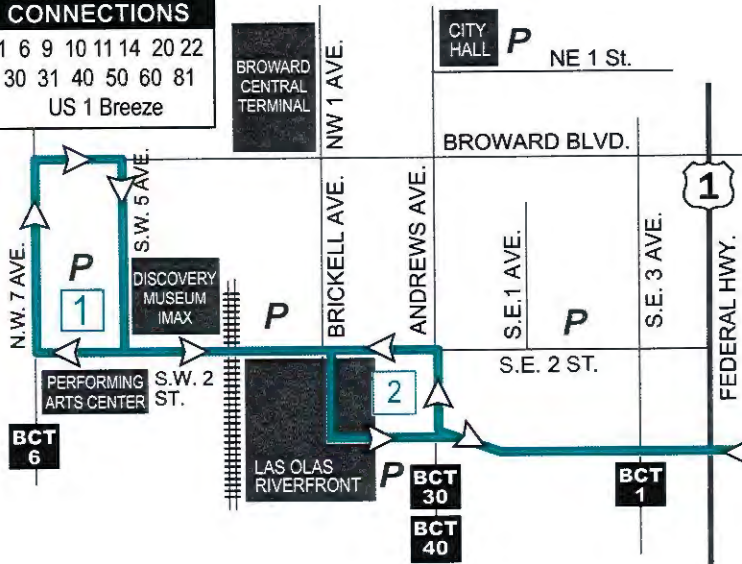 CONNECTIONS
1 6 9 10 11 14 20 22
30 31 40 50 60 81
US 1 Breeze
BROWARD
CENTRAL
TERMINAL
NW 1 AVE.
CITY
HALL
P
NE 1 St.
BROWARD BLVD.
1
N.W. 7 AVE.
S.W. 5 AVE.
P
1
DISCOVERY
MUSEUM
IMAX
P
BRICKELL AVE.
ANDREWS AVE.
S.E.1 AVE.
P
S.E. 3 AVE.
FEDERAL HWY.
S.E. 2 ST.
PERFORMING
ARTS CENTER
S.W. 2
ST.
2
BCT
6
LAS OLAS
RIVERFRONT
P
BCT
30
BCT
40
BCT
1